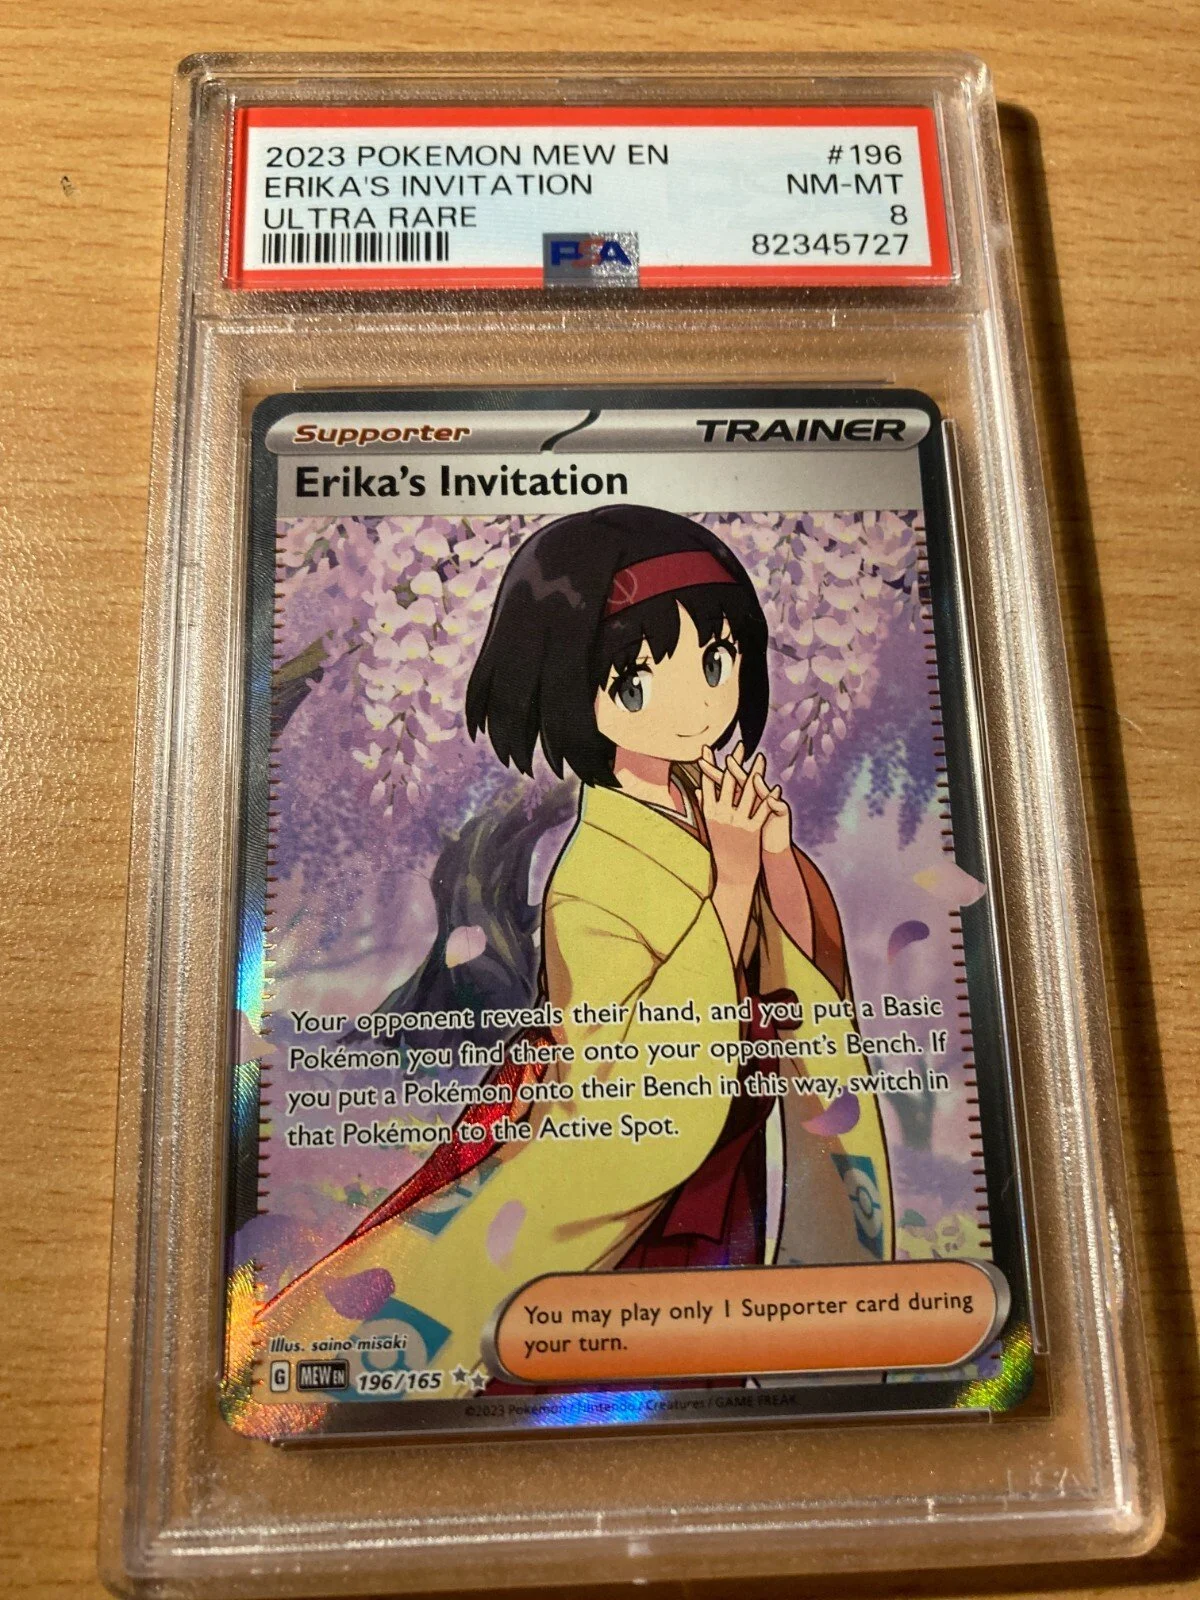 2023 POKEMON MEW EN #196
ERIKA'S INVITATION NM-MT
ULTRA RARE 8
PSA 82345727
Supporter TRAINER
Erika's Invitation
Your opponent reveals their hand, and you put a Basic
Pokémon you find there onto your opponent's Bench. If
you put a Pokémon onto their Bench in this way, switch in
that Pokémon to the Active Spot.
You may play only 1 Supporter card during
your turn.
Illus. saino misaki
G MEW EN 196/165
©2023 Pokémon / Nintendo / Creatures / GAME FREAK